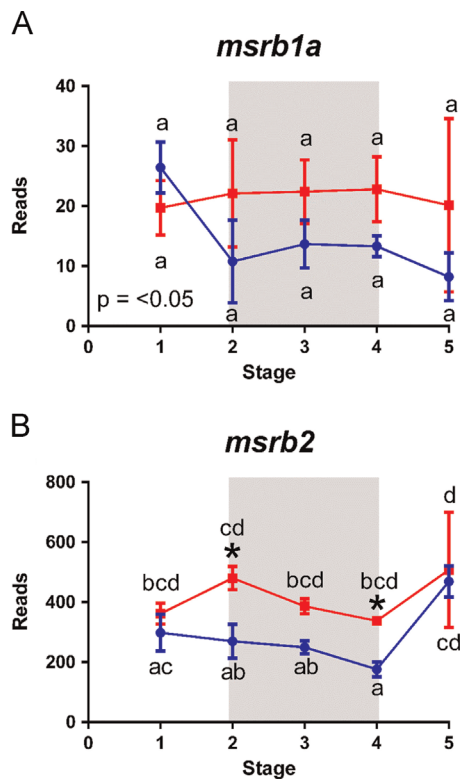 A
msrb1a
40
30
20
10
0
Reads
a a a a a
a a a a a
p = <0.05
0 1 2 3 4 5
Stage
B
msrb2
800
600
400
200
0
Reads
bcd cd * bcd bcd * d
ac ab ab a cd
0 1 2 3 4 5
Stage